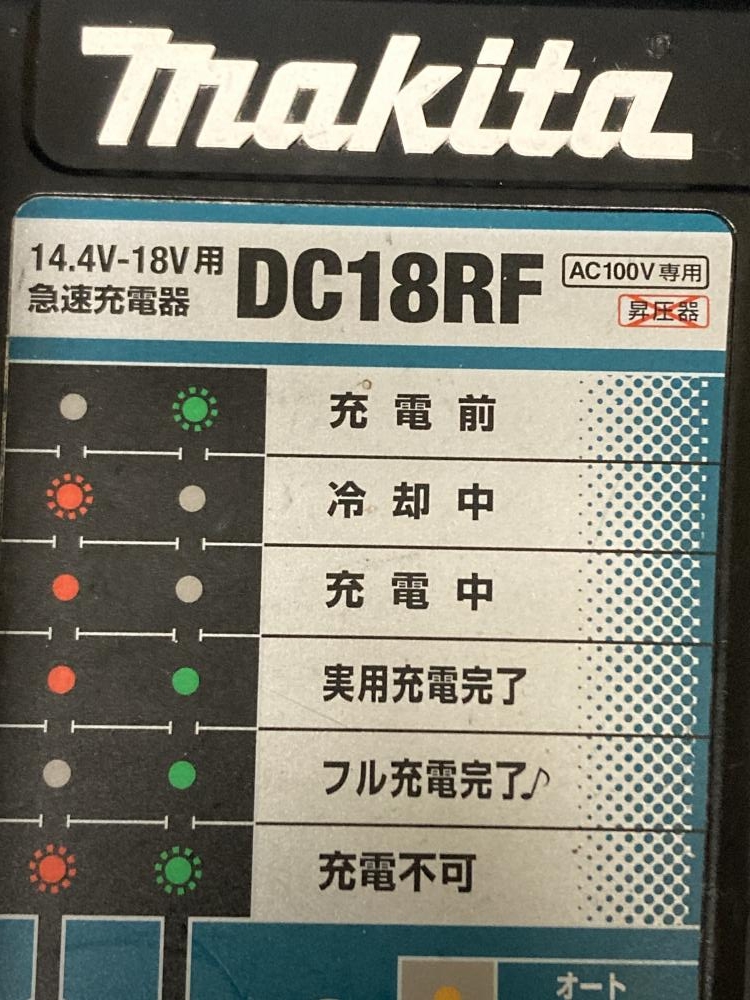 makita
14.4V-18V用
急速充電器
DC18RF
AC100V専用
昇圧器
充電前
冷却中
充電中
実用充電完了
フル充電完了♪
充電不可
オート